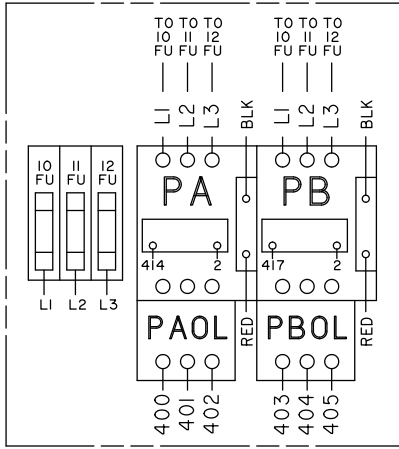 TO 10 FU
TO 11 FU
TO 12 FU
TO 10 FU
TO 11 FU
TO 12 FU
L1
L2
L3
BLK
L1
L2
L3
BLK
10 FU
11 FU
12 FU
PA
PB
414
2
417
2
L1
L2
L3
PAOL
RED
PBOL
RED
400
401
402
403
404
405